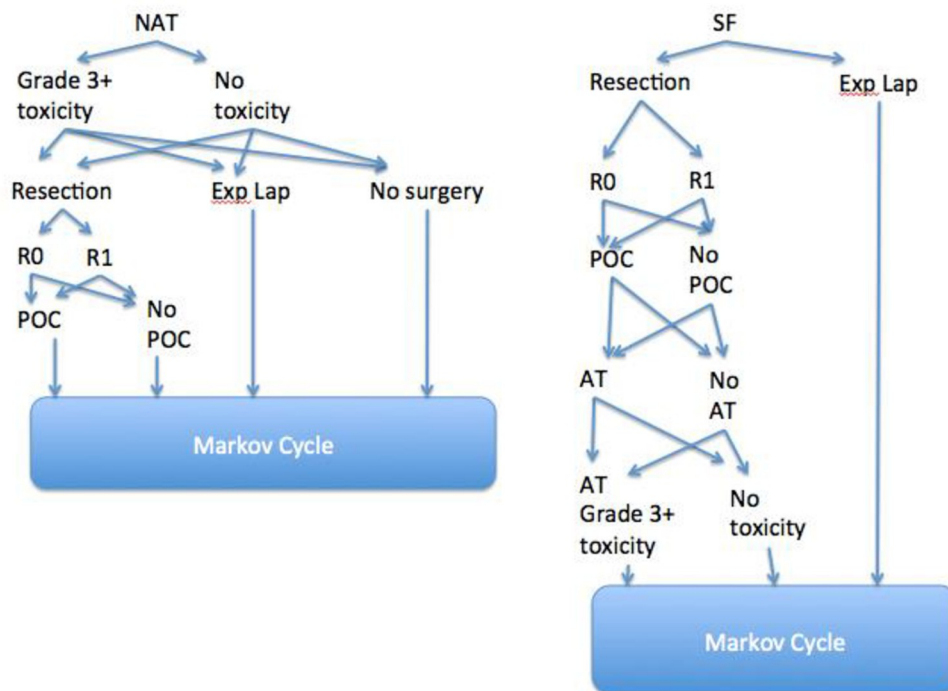 NAT
Grade 3+
toxicity
No
toxicity
Resection
Exp Lap
No surgery
R0
R1
POC
No
POC
Markov Cycle
SF
Resection
Exp Lap
R0
R1
POC
No
POC
AT
No
AT
AT
Grade 3+
toxicity
No
toxicity
Markov Cycle